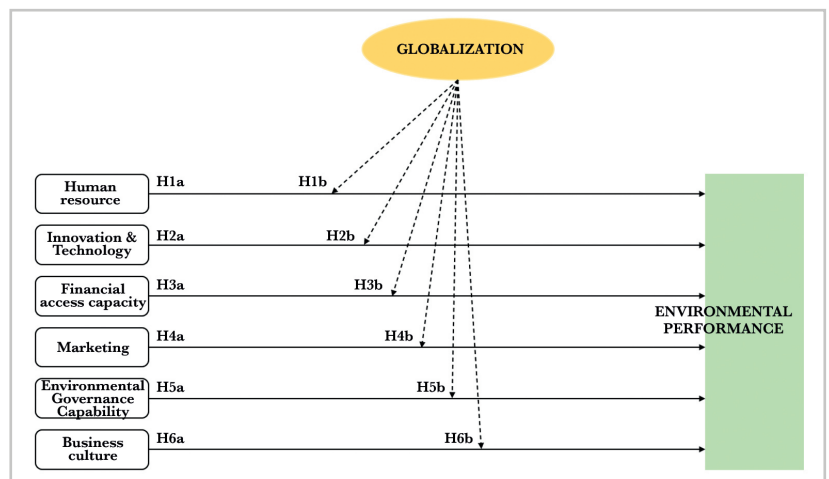 GLOBALIZATION
Human
resource
H1a
H1b
Innovation &
Technology
H2a
H2b
Financial
access capacity
H3a
H3b
ENVIRONMENTAL
PERFORMANCE
Marketing
H4a
H4b
Environmental
Governance
Capability
H5a
H5b
Business
culture
H6a
H6b